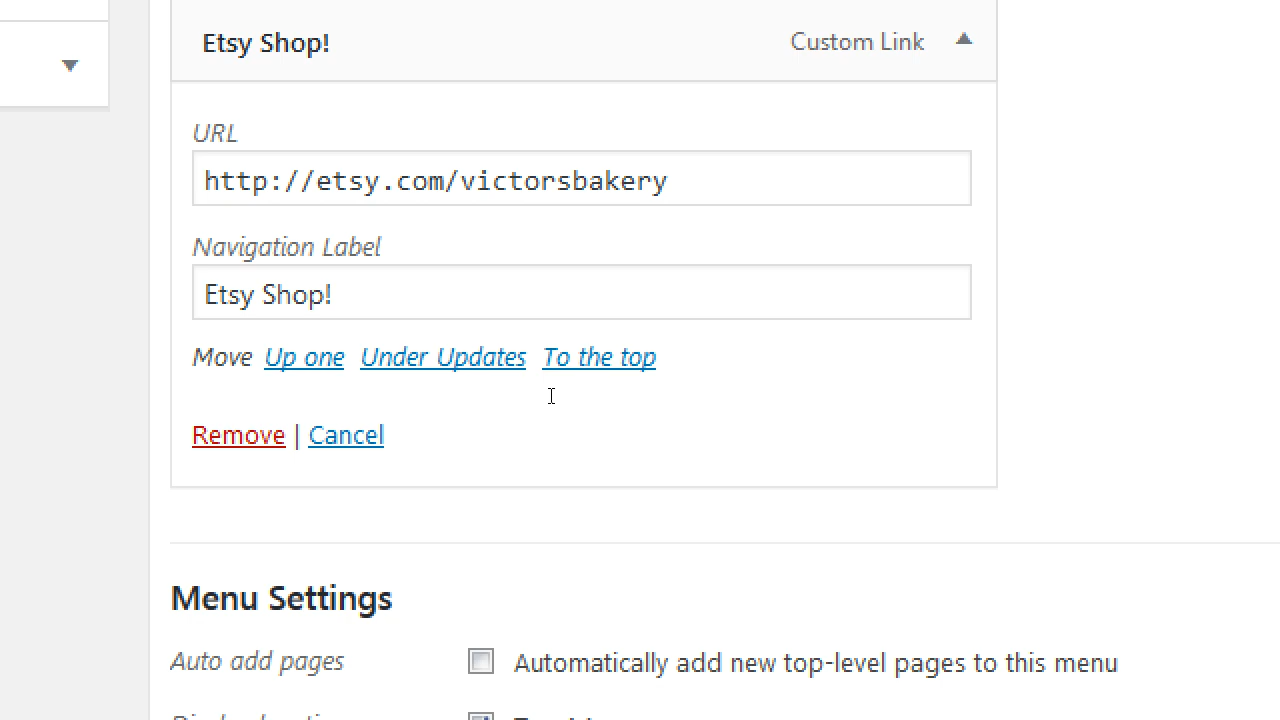 Etsy Shop! Custom Link
URL
http://etsy.com/victorsbakery
Navigation Label
Etsy Shop!
Move Up one Under Updates To the top
Remove | Cancel
Menu Settings
Auto add pages Automatically add new top-level pages to this menu